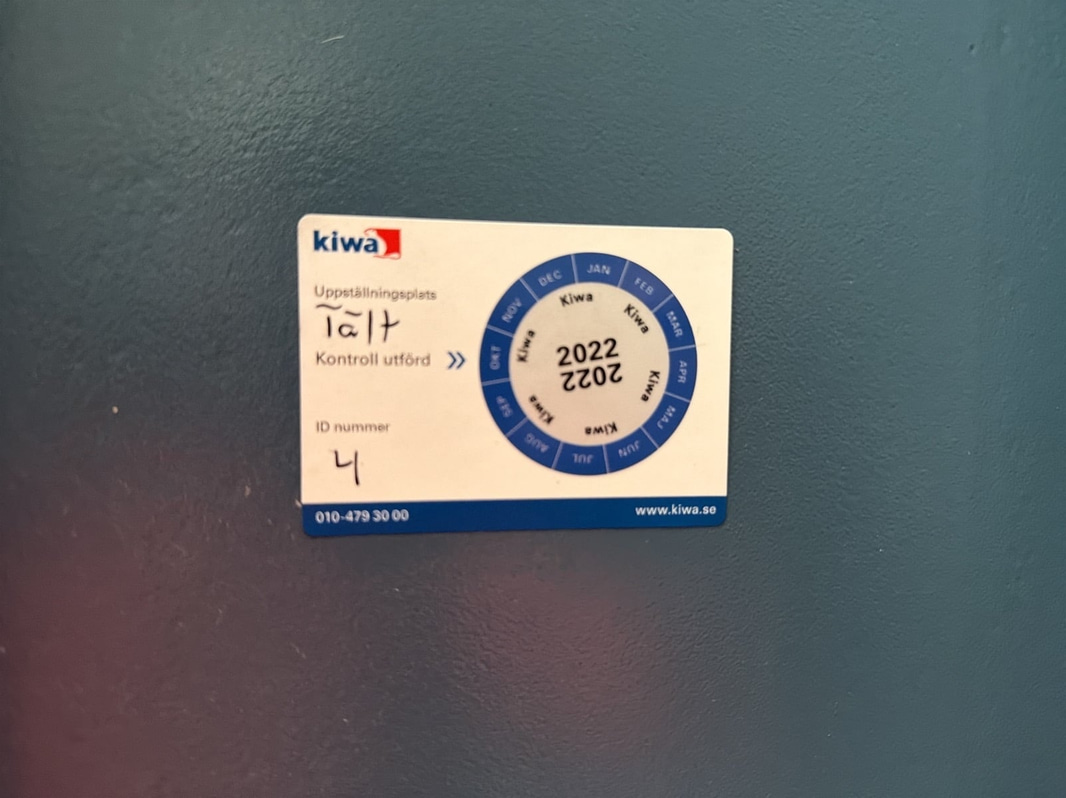 kiwa
Uppställningsplats
Tält
Kontroll utförd »
ID nummer
4
010-479 30 00
www.kiwa.se
JAN
FEB
MAR
APR
MAJ
JUN
JUL
AUG
SEP
OKT
NOV
DEC
Kiwa
Kiwa
Kiwa
Kiwa
Kiwa
Kiwa
2022
2022